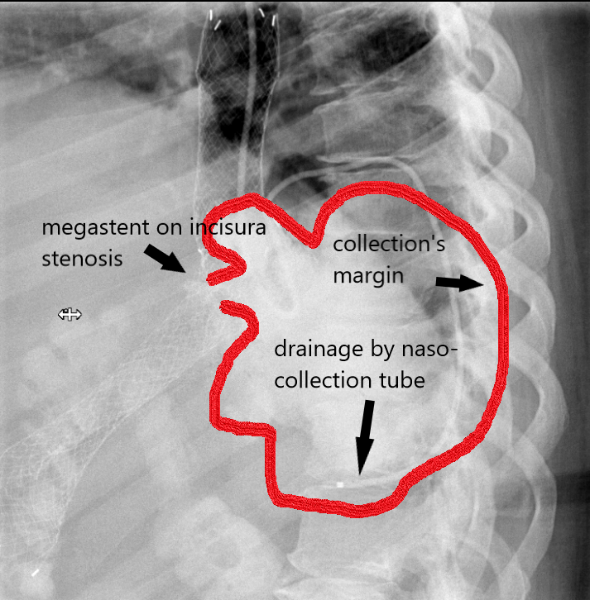 megastent on incisura
stenosis
collection's
margin
drainage by naso-
collection tube